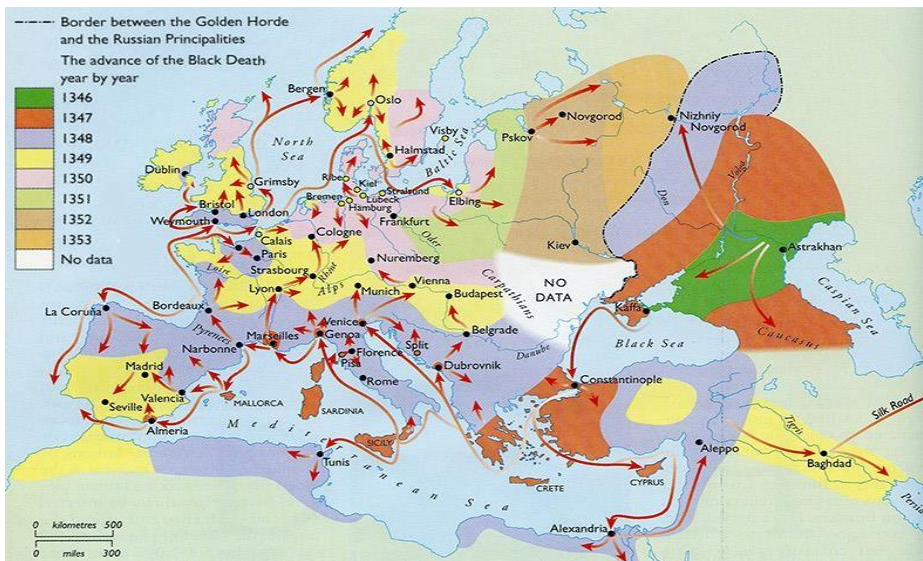 Border between the Golden Horde
and the Russian Principalities
The advance of the Black Death
year by year
1346
1347
1348
1349
1350
1351
1352
1353
No data
Bergen
Oslo
North
Sea
Visby
Baltic Sea
Halmstad
Pskov
Novgorod
Nizhniy
Novgorod
Volga
Don
Dublin
Grimsby
Bristol
London
Weymouth
Calais
Ribe
Kiel
Stralsund
Lübeck
Bremen
Hamburg
Elbing
Frankfurt
Oder
Cologne
Paris
Loire
Strasbourg
Rhine
Nuremberg
Kiev
Astrakhan
Lyon
Alps
Munich
Vienna
Carpathians
NO
DATA
Budapest
Kaffa
Caspian Sea
Caucasus
La Coruña
Bordeaux
Pyrenees
Marseilles
Venice
Genoa
Belgrade
Black Sea
Narbonne
Florence
Pisa
Split
Danube
Dubrovnik
Madrid
Rome
Constantinople
Seville
Valencia
MALLORCA
SARDINIA
Almeria
Mediterranean Sea
SICILY
Tunis
CRETE
CYPRUS
Aleppo
Tigris
Silk Road
Baghdad
Persia
Alexandria
0 kilometres 500
0 miles 300